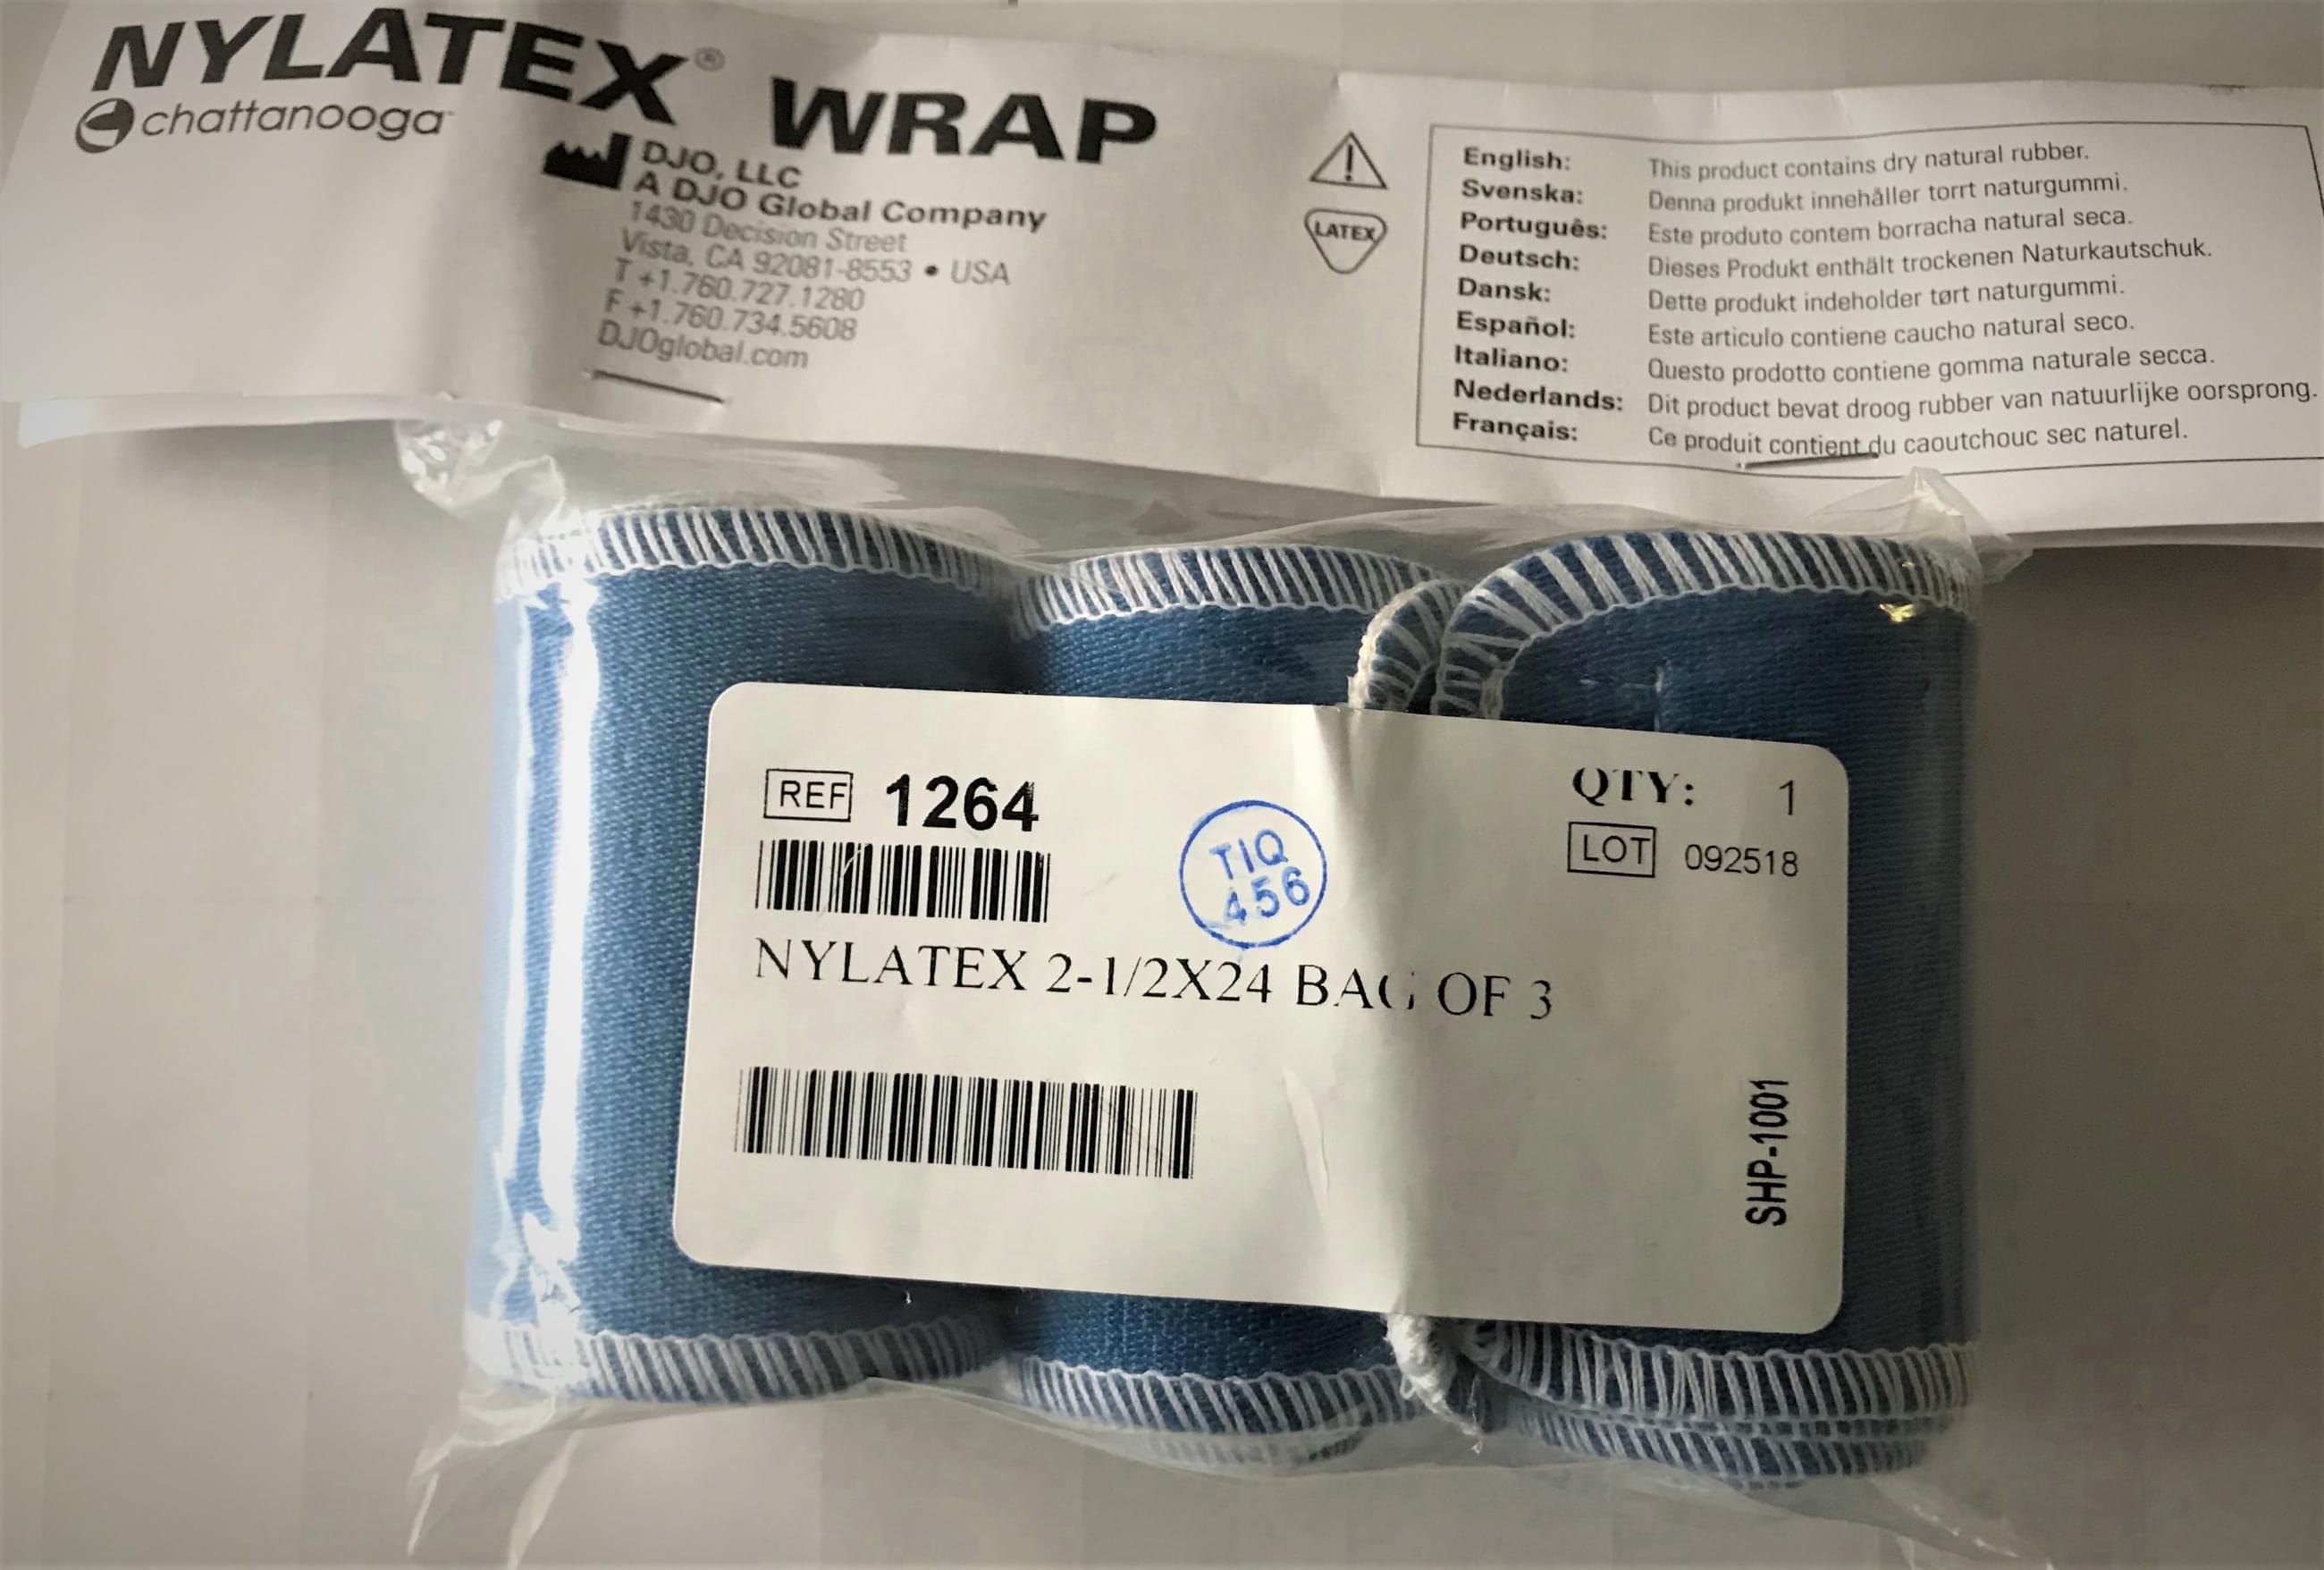 NYLATEX® WRAP
chattanooga™
DJO, LLC
A DJO Global Company
1430 Decision Street
Vista, CA 92081-8553 • USA
T +1.760.727.1280
F +1.760.734.5608
DJOglobal.com
LATEX
English: This product contains dry natural rubber.
Svenska: Denna produkt innehåller torrt naturgummi.
Português: Este produto contem borracha natural seca.
Deutsch: Dieses Produkt enthält trockenen Naturkautschuk.
Dansk: Dette produkt indeholder tørt naturgummi.
Español: Este articulo contiene caucho natural seco.
Italiano: Questo prodotto contiene gomma naturale secca.
Nederlands: Dit product bevat droog rubber van natuurlijke oorsprong.
Français: Ce produit contient du caoutchouc sec naturel.
REF 1264
QTY: 1
LOT 092518
TIQ
456
NYLATEX 2-1/2X24 BAG OF 3
SHP-1001